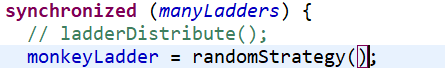 synchronized (manyLadders) {
// ladderDistribute();
monkeyLadder = randomStrategy();